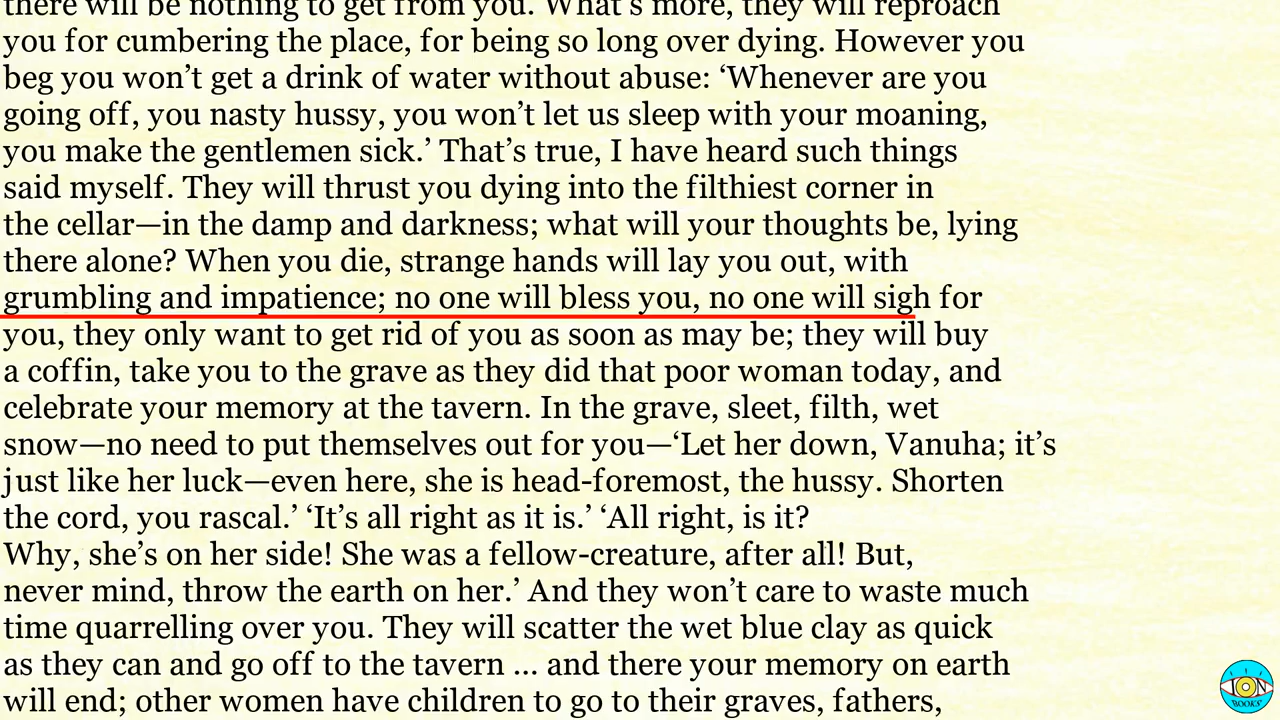 there will be nothing to get from you. What's more, they will reproach
you for cumbering the place, for being so long over dying. However you
beg you won’t get a drink of water without abuse: ‘Whenever are you
going off, you nasty hussy, you won’t let us sleep with your moaning,
you make the gentlemen sick.’ That’s true, I have heard such things
said myself. They will thrust you dying into the filthiest corner in
the cellar—in the damp and darkness; what will your thoughts be, lying
there alone? When you die, strange hands will lay you out, with
grumbling and impatience; no one will bless you, no one will sigh for
you, they only want to get rid of you as soon as may be; they will buy
a coffin, take you to the grave as they did that poor woman today, and
celebrate your memory at the tavern. In the grave, sleet, filth, wet
snow—no need to put themselves out for you—‘Let her down, Vanuha; it’s
just like her luck—even here, she is head-foremost, the hussy. Shorten
the cord, you rascal.’ ‘It’s all right as it is.’ ‘All right, is it?
Why, she’s on her side! She was a fellow-creature, after all! But,
never mind, throw the earth on her.’ And they won’t care to waste much
time quarrelling over you. They will scatter the wet blue clay as quick
as they can and go off to the tavern ... and there your memory on earth
will end; other women have children to go to their graves, fathers,
ION
BOOKS